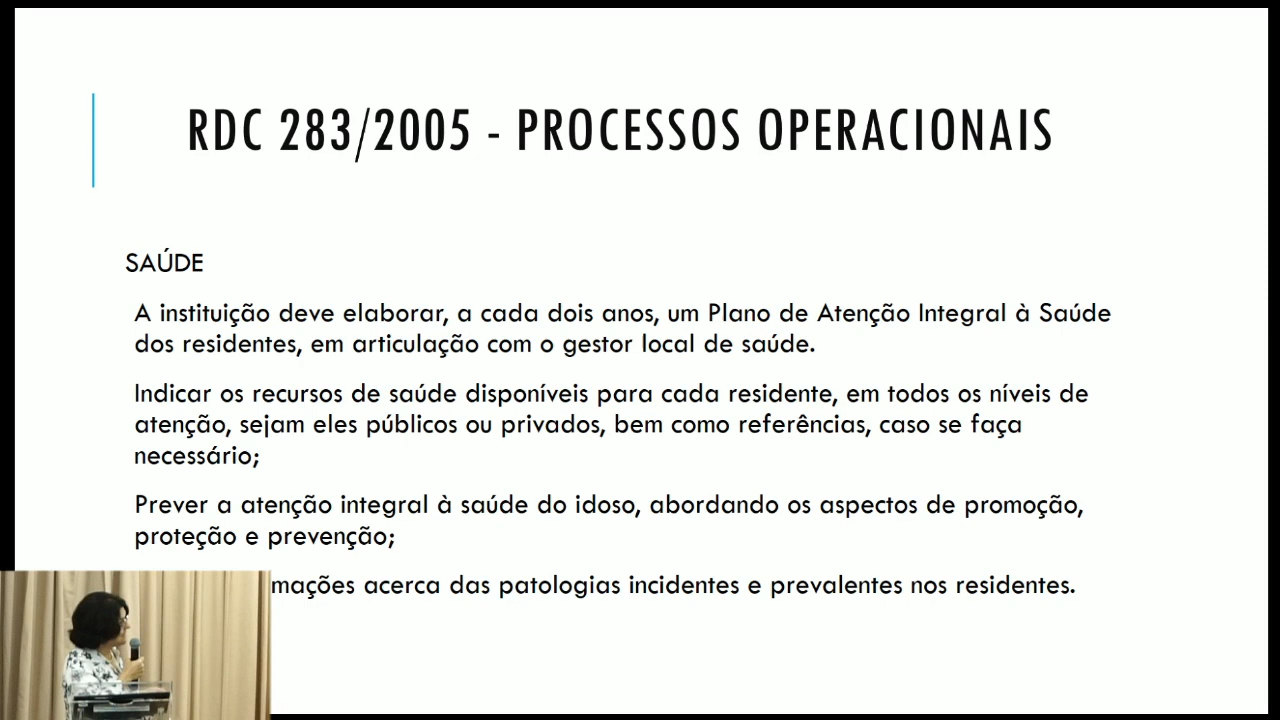 RDC 283/2005 - PROCESSOS OPERACIONAIS
SAÚDE
A instituição deve elaborar, a cada dois anos, um Plano de Atenção Integral à Saúde
dos residentes, em articulação com o gestor local de saúde.
Indicar os recursos de saúde disponíveis para cada residente, em todos os níveis de
atenção, sejam eles públicos ou privados, bem como referências, caso se faça
necessário;
Prever a atenção integral à saúde do idoso, abordando os aspectos de promoção,
proteção e prevenção;
mações acerca das patologias incidentes e prevalentes nos residentes.